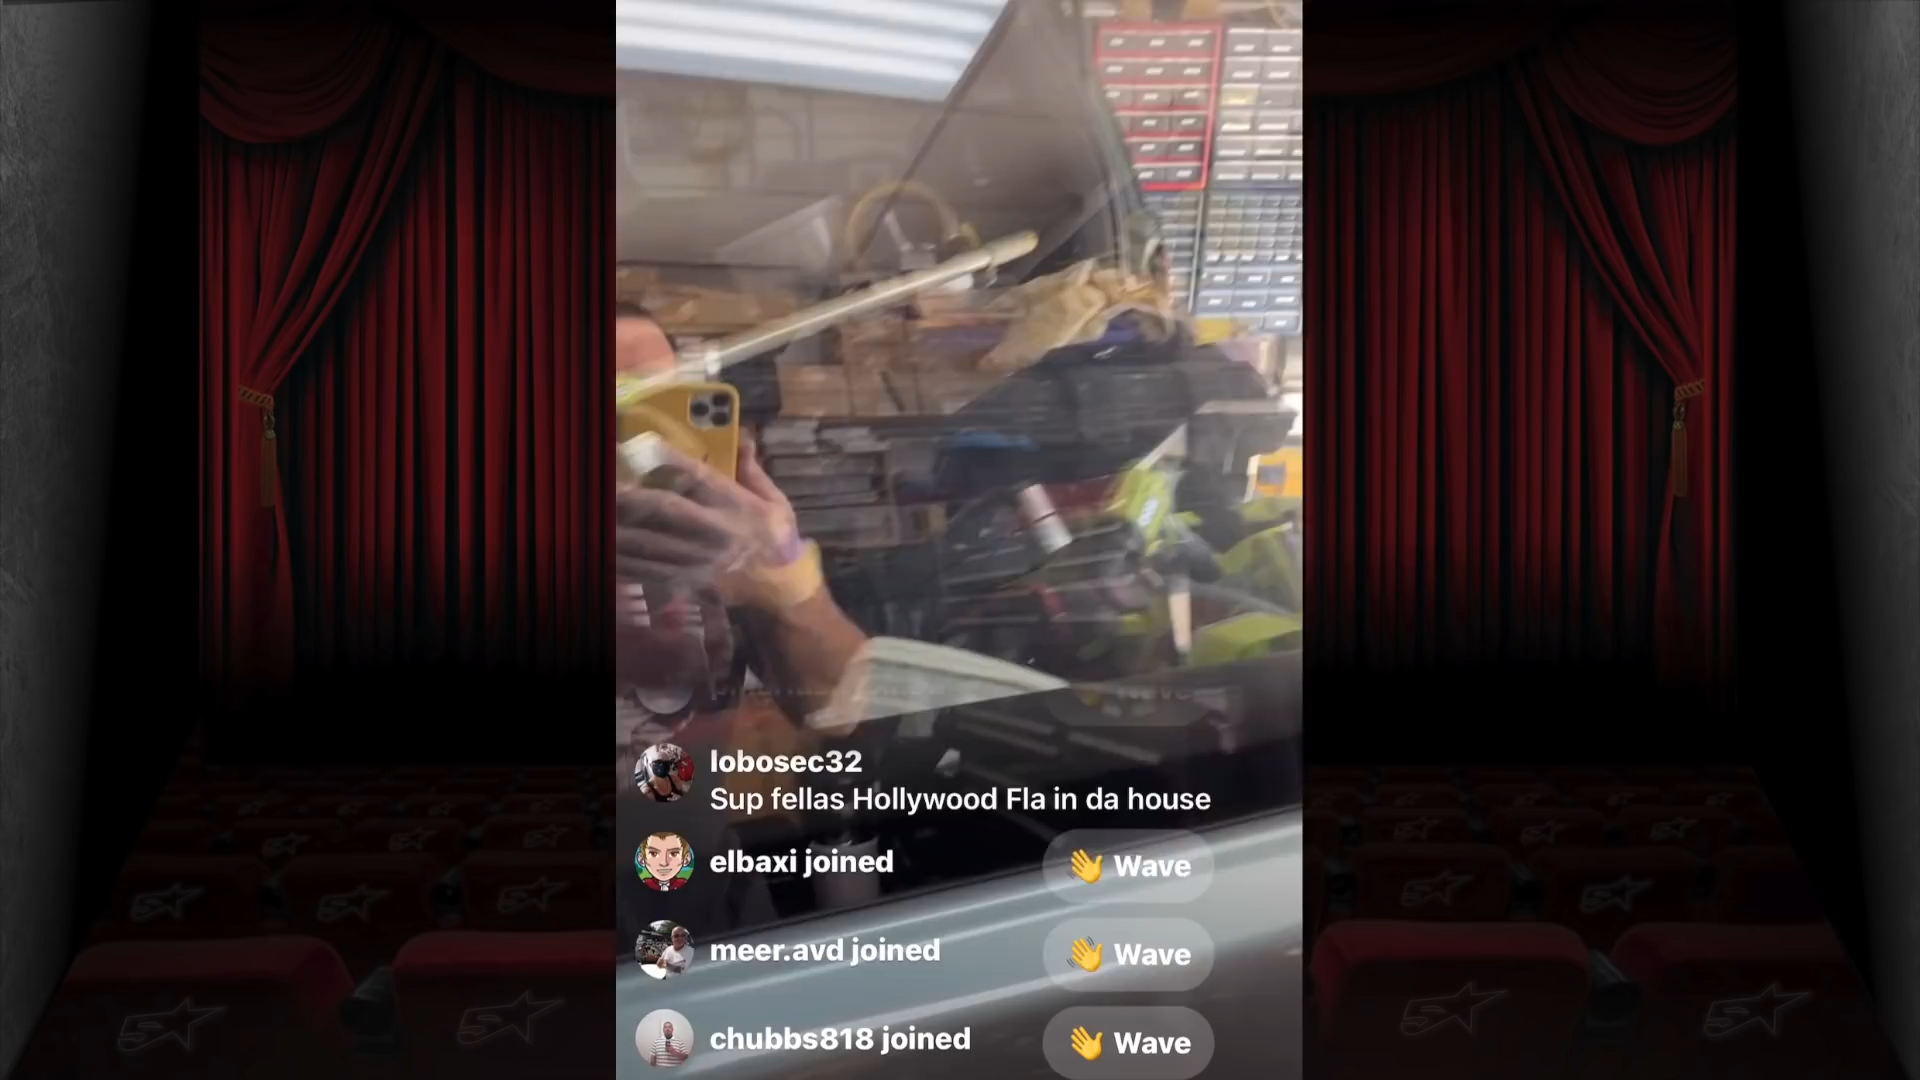 lobosec32
Sup fellas Hollywood Fla in da house
elbaxi joined
👋 Wave
meer.avd joined
👋 Wave
chubbs818 joined
👋 Wave